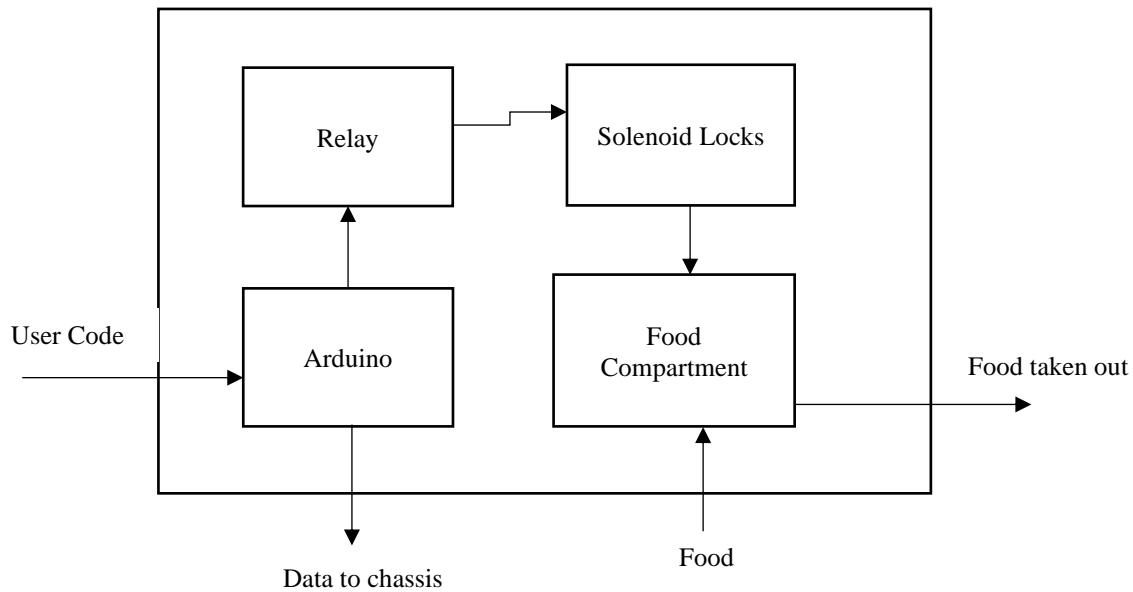 Relay
Solenoid Locks
User Code
Arduino
Food
Compartment
Food taken out
Data to chassis
Food